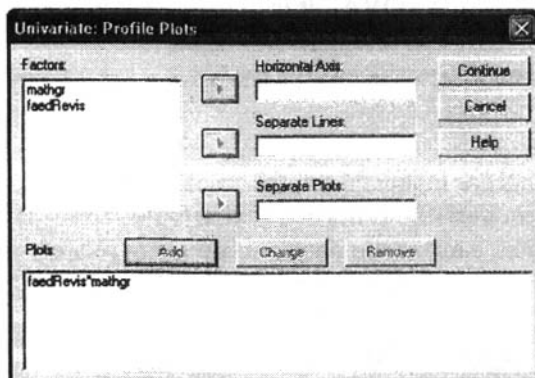 Univariate: Profile Plots
Factors:
mathgr
faedRevis
Horizontal Axis:
Separate Lines:
Separate Plots:
Continue
Cancel
Help
Plots:
Add
Change
Remove
faedRevis*mathgr